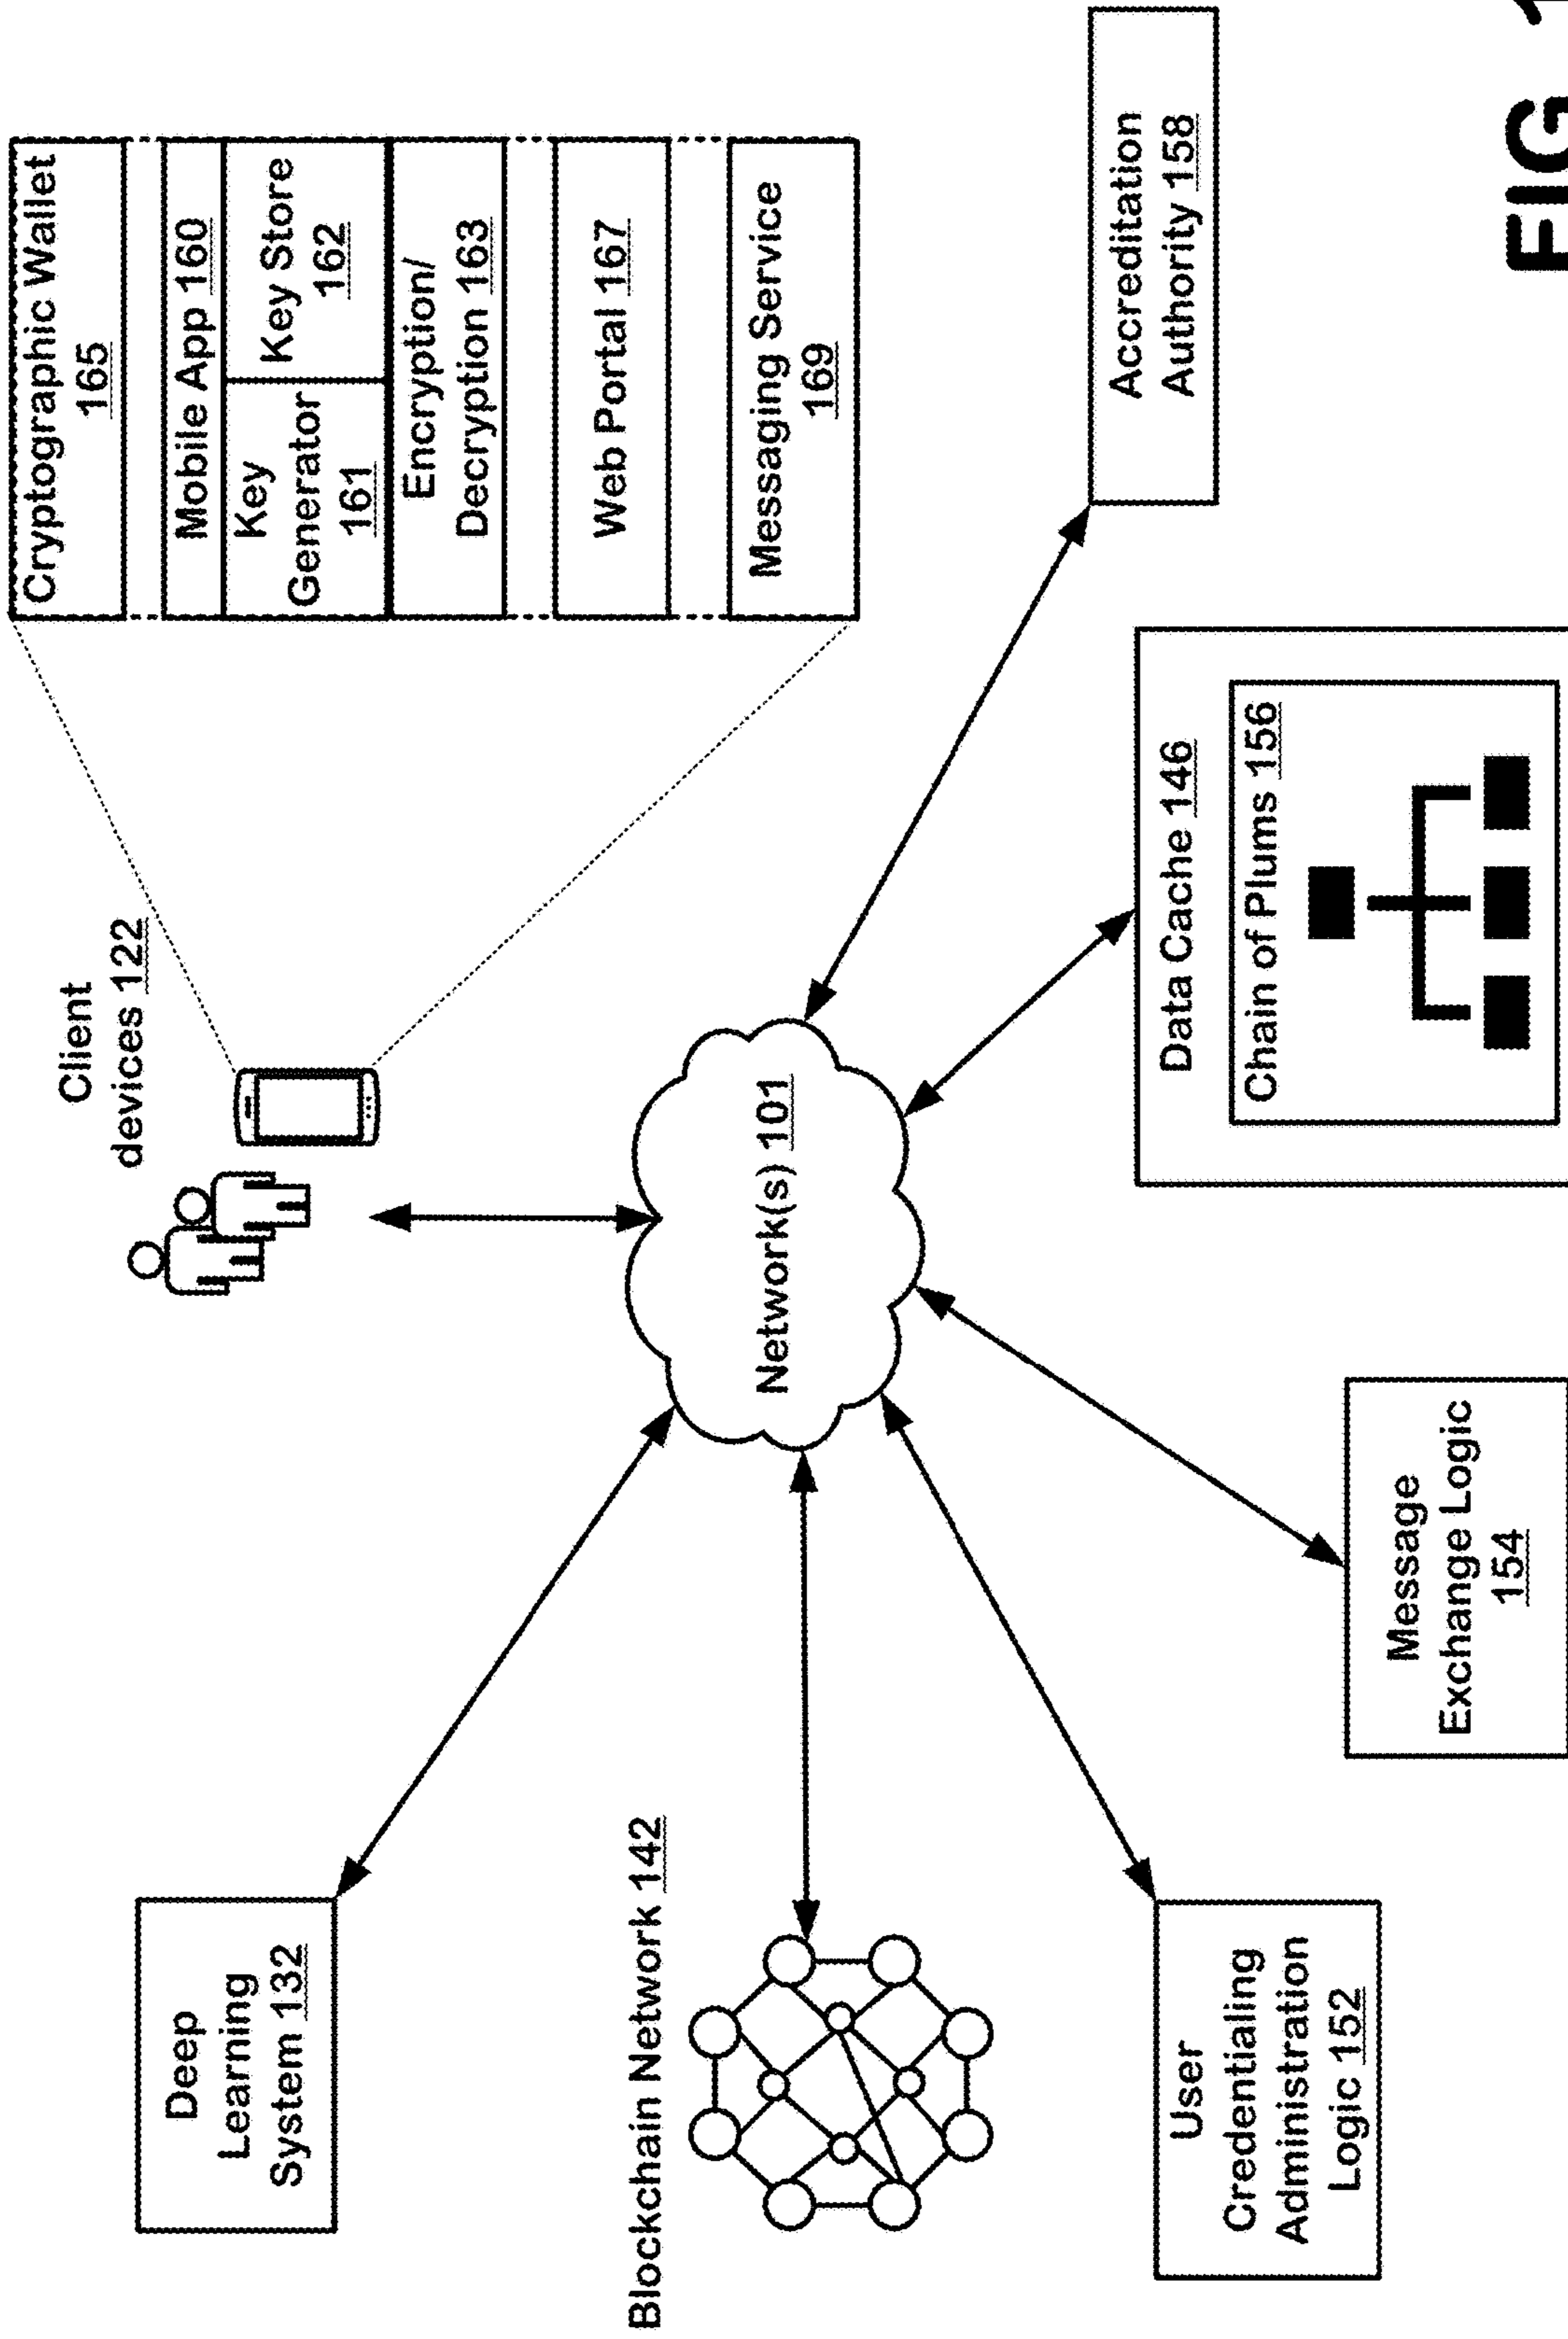 Client
devices 122
Cryptographic Wallet
165
Mobile App 160
Key
Generator
161
Key Store
162
Encryption/
Decryption 163
Web Portal 167
Messaging Service
169
Deep
Learning
System 132
Blockchain Network 142
Network(s) 101
User
Credentialing
Administration
Logic 152
Message
Exchange Logic
154
Data Cache 146
Chain of Plums 156
Accreditation
Authority 158
FIG